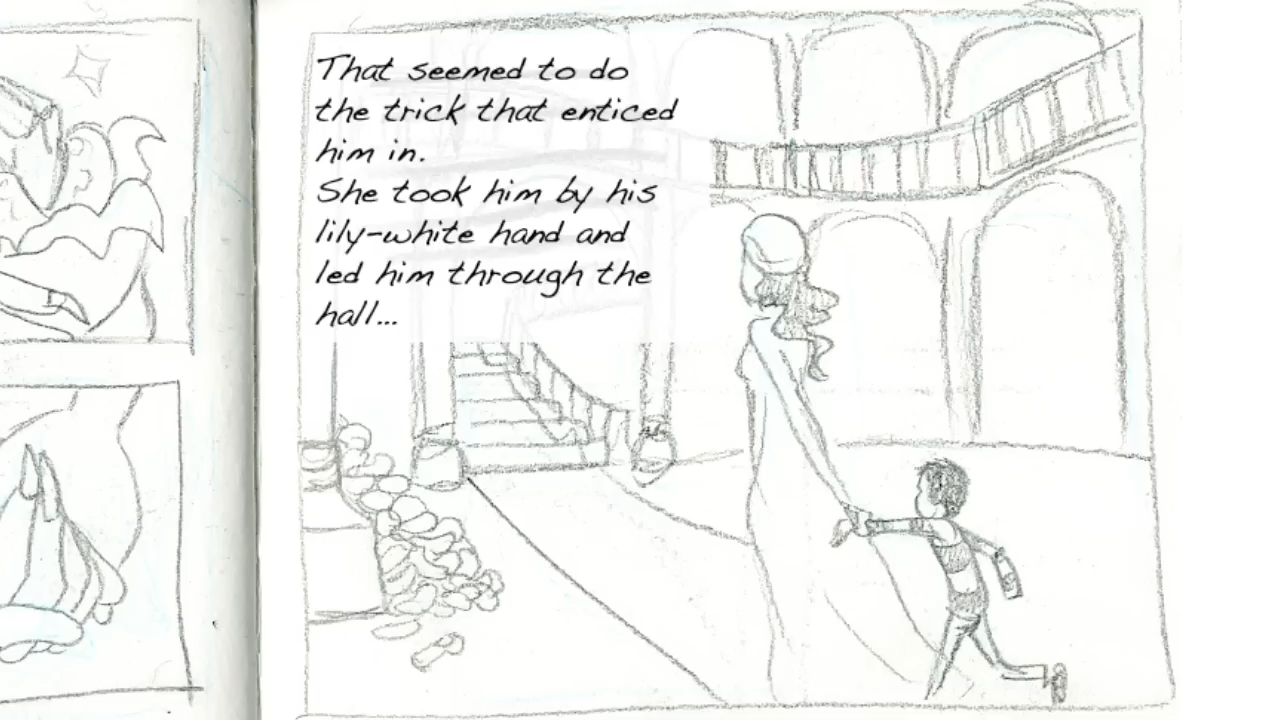 That seemed to do
the trick that enticed
him in.
She took him by his
lily-white hand and
led him through the
hall...